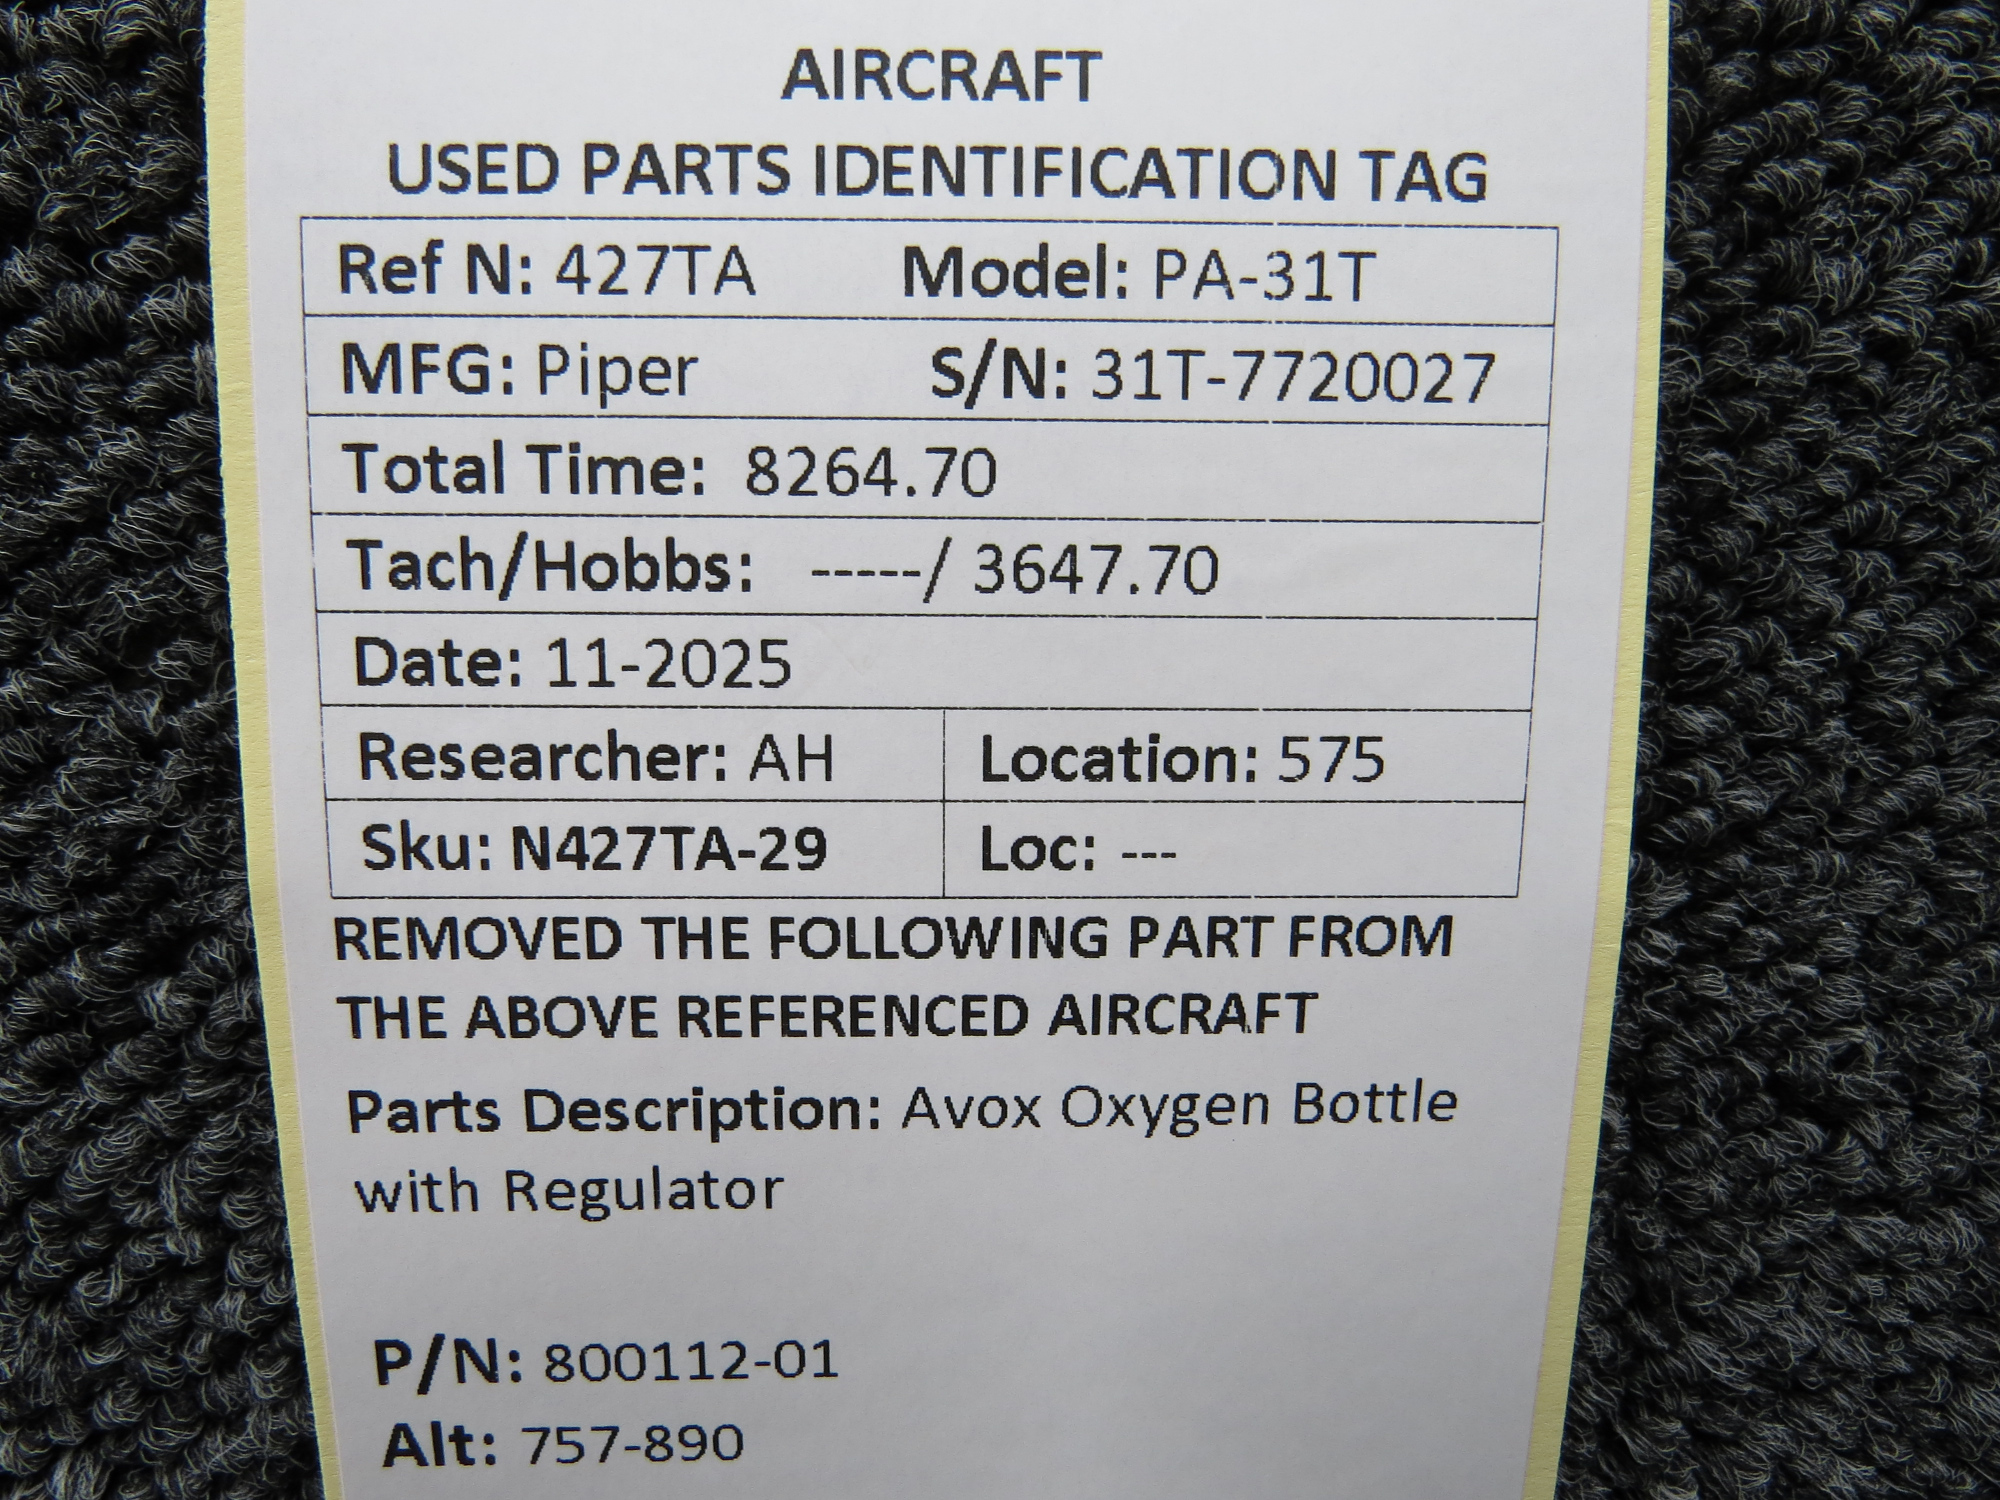 AIRCRAFT
USED PARTS IDENTIFICATION TAG
Ref N: 427TA Model: PA-31T
MFG: Piper S/N: 31T-7720027
Total Time: 8264.70
Tach/Hobbs: -----/ 3647.70
Date: 11-2025
Researcher: AH Location: 575
Sku: N427TA-29 Loc: ---
REMOVED THE FOLLOWING PART FROM
THE ABOVE REFERENCED AIRCRAFT
Parts Description: Avox Oxygen Bottle
with Regulator
P/N: 800112-01
Alt: 757-890